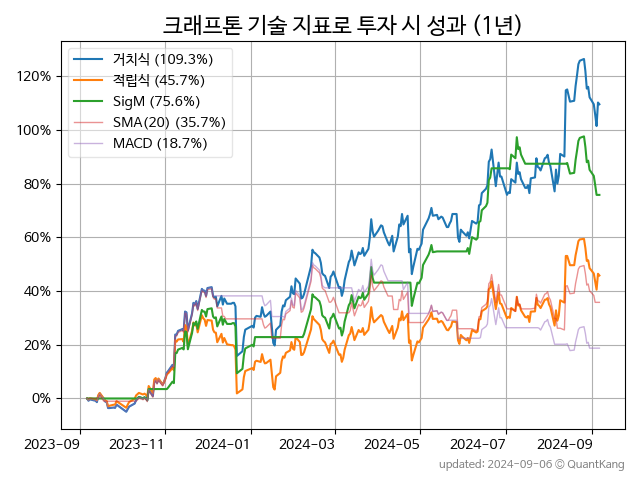 크래프톤 기술 지표로 투자 시 성과 (1년)
거치식 (109.3%)
적립식 (45.7%)
SigM (75.6%)
SMA(20) (35.7%)
MACD (18.7%)
120%
100%
80%
60%
40%
20%
0%
2023-09 2023-11 2024-01 2024-03 2024-05 2024-07 2024-09
updated: 2024-09-06 © QuantKang